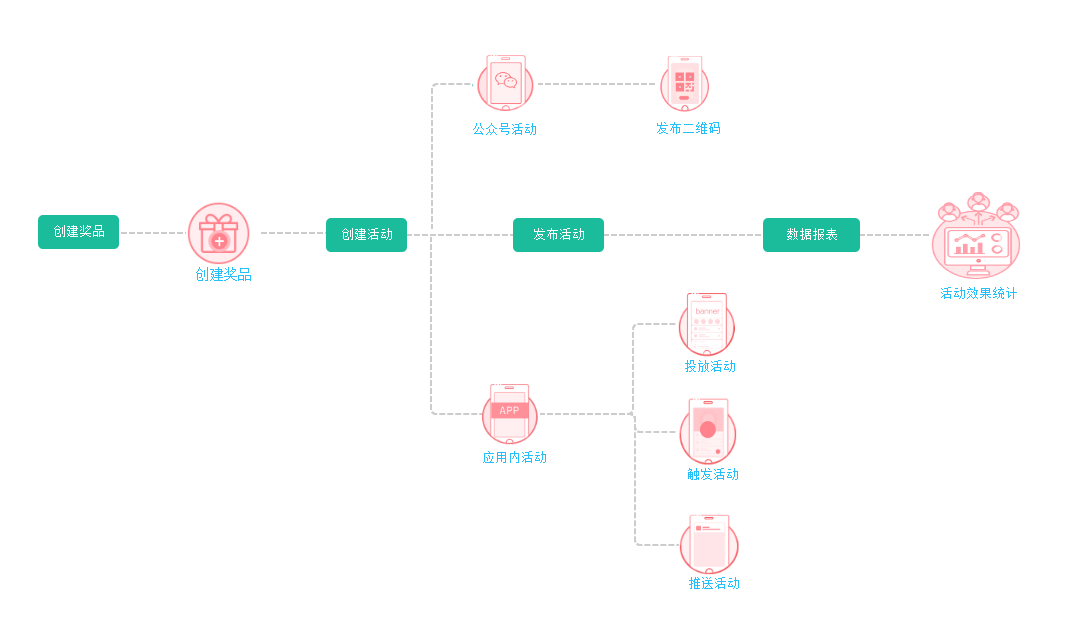 公众号活动
发布二维码
创建奖品
创建奖品
创建活动
发布活动
数据报表
活动效果统计
banner
投放活动
APP
应用内活动
触发活动
推送活动